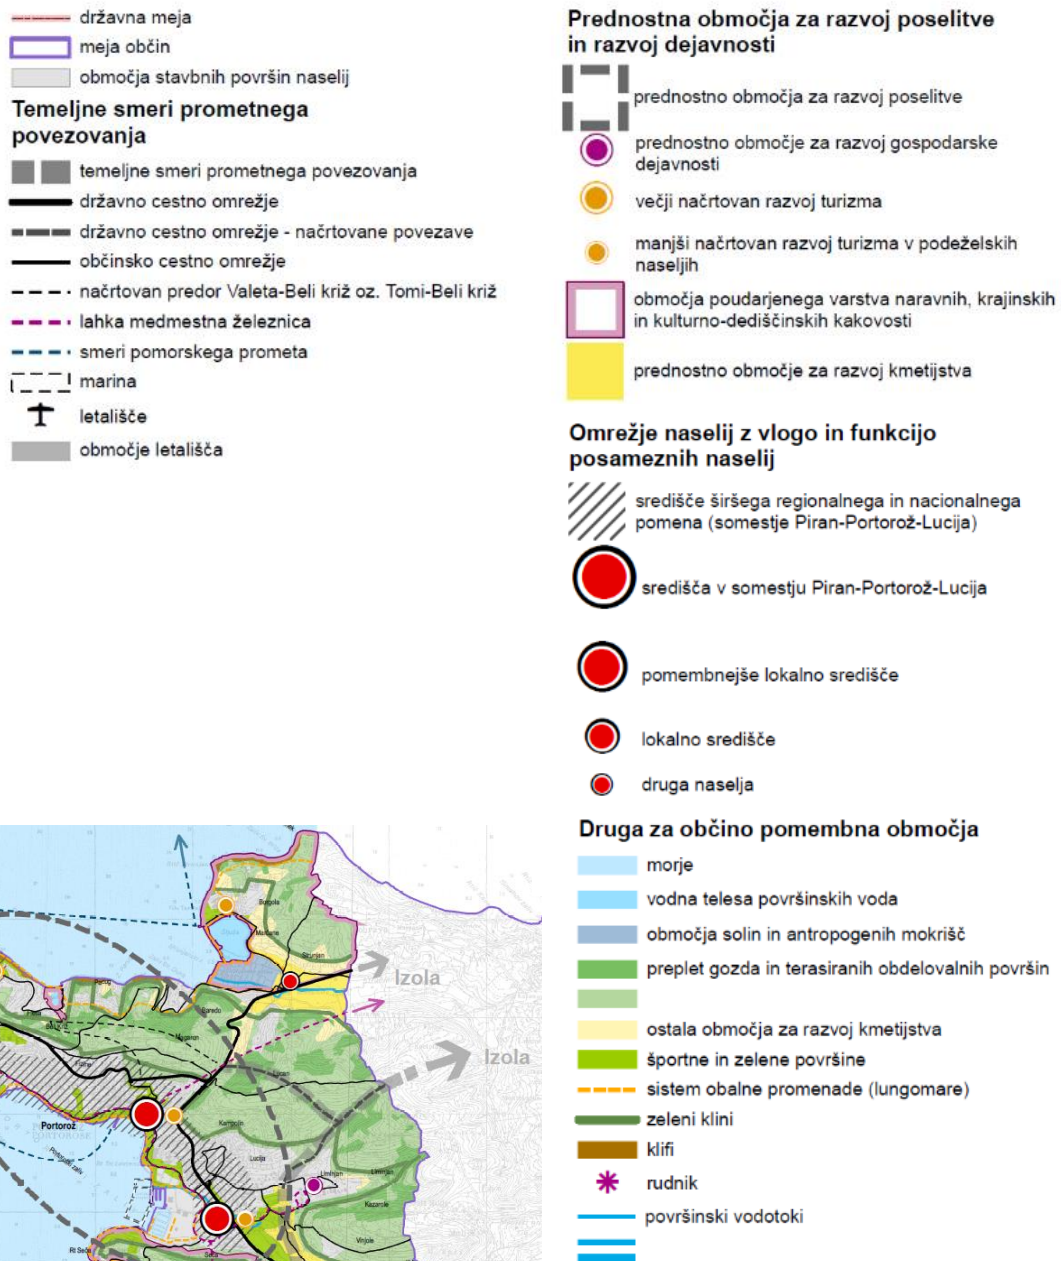 državna meja
meja občin
območja stavbnih površin naselij
Temeljne smeri prometnega
povezovanja
temeljne smeri prometnega povezovanja
državno cestno omrežje
državno cestno omrežje - načrtovane povezave
občinsko cestno omrežje
načrtovan predor Valeta-Beli križ oz. Tomi-Beli križ
lahka medmestna železnica
smeri pomorskega prometa
marina
letališče
območje letališča
Prednostna območja za razvoj poselitve
in razvoj dejavnosti
prednostno območja za razvoj poselitve
prednostno območje za razvoj gospodarske
dejavnosti
večji načrtovan razvoj turizma
manjši načrtovan razvoj turizma v podeželskih
naseljih
območja poudarjenega varstva naravnih, krajinskih
in kulturno-dediščinskih kakovosti
prednostno območje za razvoj kmetijstva
Omrežje naselij z vlogo in funkcijo
posameznih naselij
središče širšega regionalnega in nacionalnega
pomena (somestje Piran-Portorož-Lucija)
središča v somestju Piran-Portorož-Lucija
pomembnejše lokalno središče
lokalno središče
druga naselja
Druga za občino pomembna območja
morje
vodna telesa površinskih voda
območja solin in antropogenih mokrišč
preplet gozda in terasiranih obdelovalnih površin
ostala območja za razvoj kmetijstva
športne in zelene površine
sistem obalne promenade (lungomare)
zeleni klini
klifi
rudnik
površinski vodotoki
Strunjan
Izola
Izola
Portorož
PORTOROSE
Lucija
Liminjan
Kazarole
Vinjole
Rt Seča
Seča